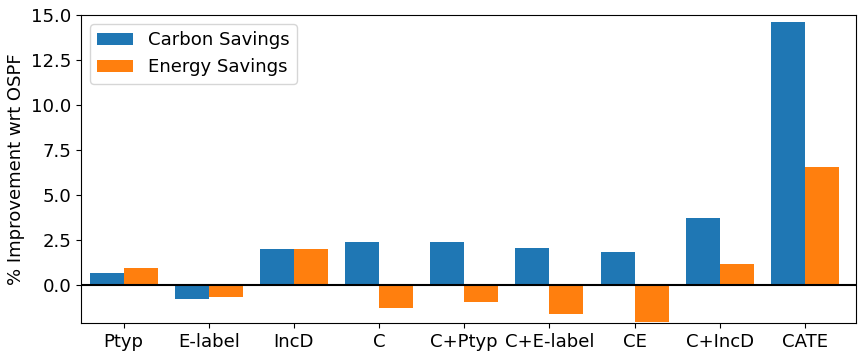 % Improvement wrt OSPF
15.0
12.5
10.0
7.5
5.0
2.5
0.0
Carbon Savings
Energy Savings
Ptyp E-label IncD C C+Ptyp C+E-label CE C+IncD CATE